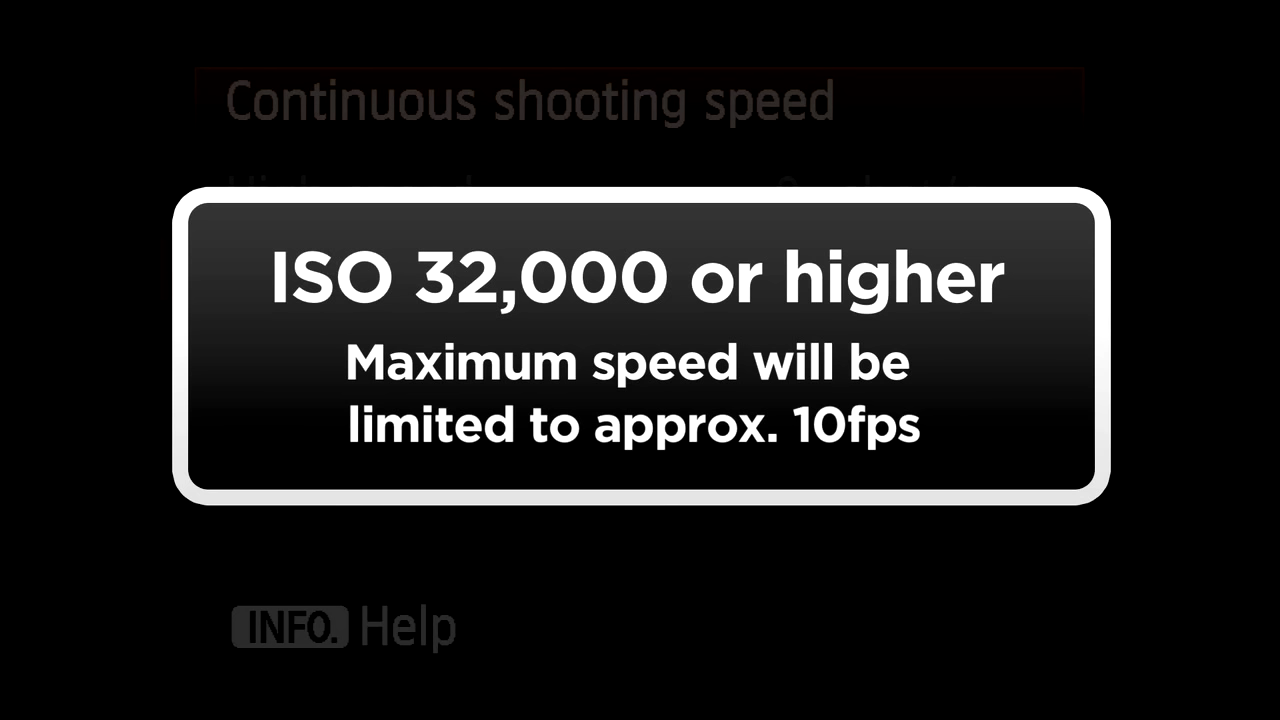 Continuous shooting speed
ISO 32,000 or higher
Maximum speed will be
limited to approx. 10fps
INFO. Help